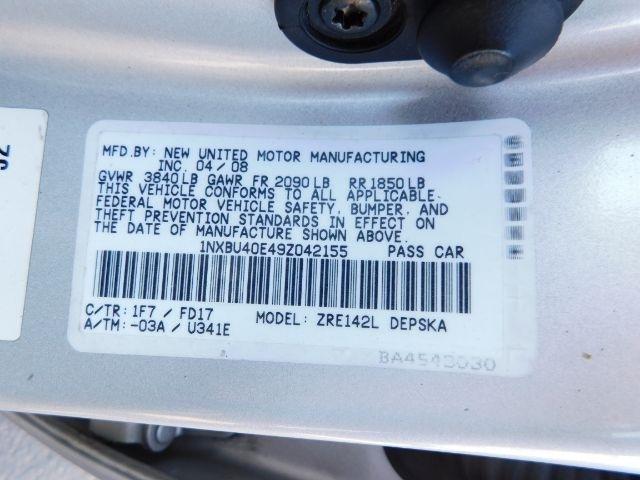 MFD.BY: NEW UNITED MOTOR MANUFACTURING
INC. 04/08
GVWR 3840LB GAWR FR 2090LB RR1850LB
THIS VEHICLE CONFORMS TO ALL APPLICABLE
FEDERAL MOTOR VEHICLE SAFETY, BUMPER, AND
THEFT PREVENTION STANDARDS IN EFFECT ON
THE DATE OF MANUFACTURE SHOWN ABOVE.
1NXBU40E49Z042155 PASS CAR
C/TR: 1F7 / FD17
A/TM: -03A / U341E
MODEL: ZRE142L DEPSKA